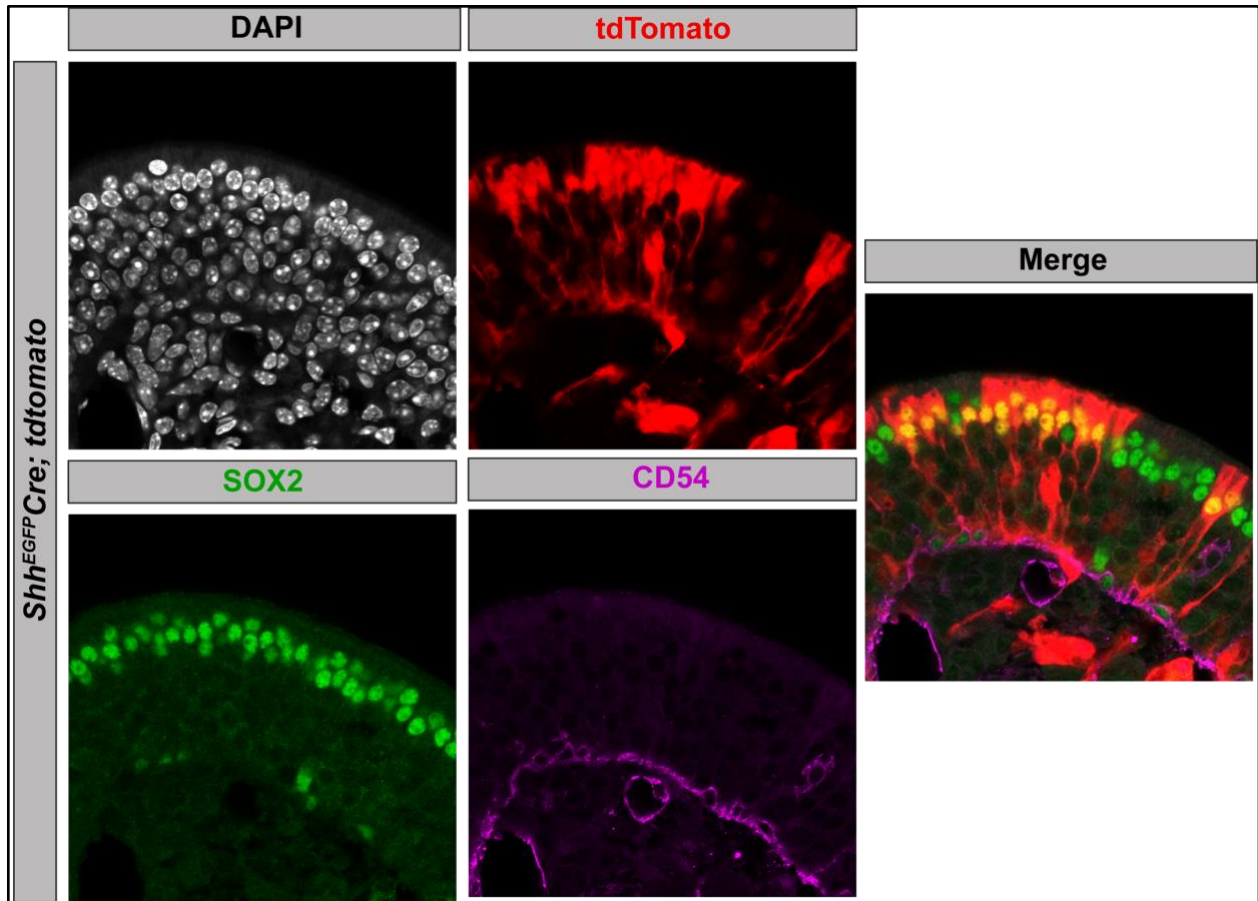 DAPI
tdTomato
Shh^EGFP Cre; tdtomato
Merge
SOX2
CD54